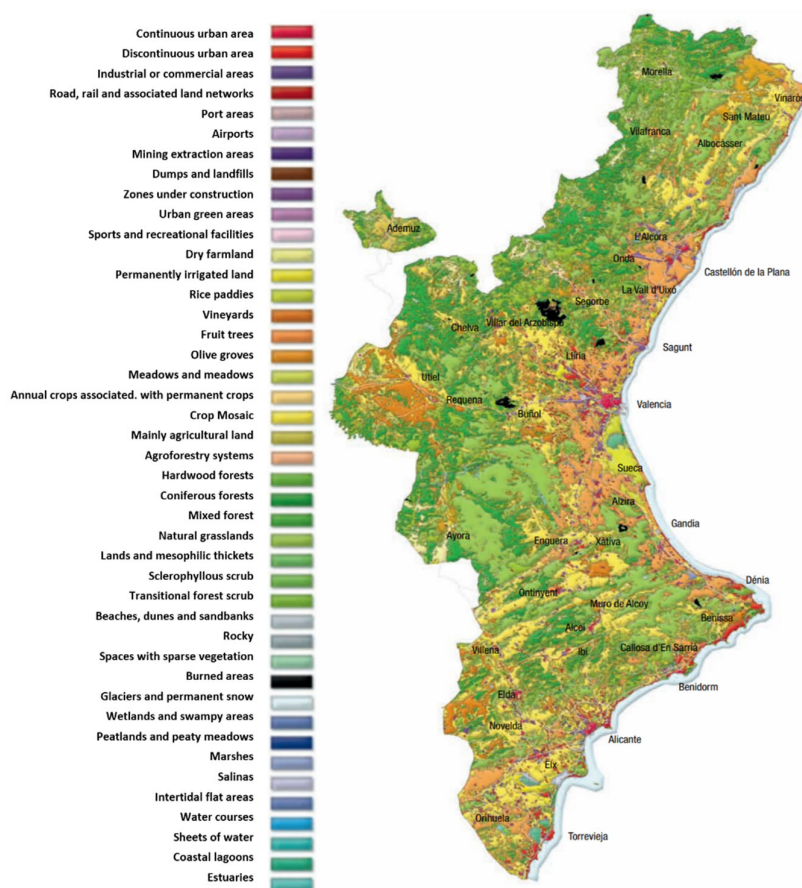 Continuous urban area
Discontinuous urban area
Industrial or commercial areas
Road, rail and associated land networks
Port areas
Airports
Mining extraction areas
Dumps and landfills
Zones under construction
Urban green areas
Sports and recreational facilities
Dry farmland
Permanently irrigated land
Rice paddies
Vineyards
Fruit trees
Olive groves
Meadows and meadows
Annual crops associated. with permanent crops
Crop Mosaic
Mainly agricultural land
Agroforestry systems
Hardwood forests
Coniferous forests
Mixed forest
Natural grasslands
Lands and mesophilic thickets
Sclerophyllous scrub
Transitional forest scrub
Beaches, dunes and sandbanks
Rocky
Spaces with sparse vegetation
Burned areas
Glaciers and permanent snow
Wetlands and swampy areas
Peatlands and peaty meadows
Marshes
Salinas
Intertidal flat areas
Water courses
Sheets of water
Coastal lagoons
Estuaries
Morella
Vinaròs
Sant Mateu
Vilafranca
Albocàsser
Ademuz
L'Alcora
Onda
Castellón de la Plana
La Vall d'Uixó
Segorbe
Villar del Arzobispo
Chelva
Sagunt
Llíria
Utiel
Requena
Valencia
Buñol
Sueca
Alzira
Gandia
Ayora
Enguera
Xàtiva
Dénia
Ontinyent
Muro de Alcoy
Benissa
Alcoi
Callosa d'En Sarrià
Villena
Ibi
Benidorm
Elda
Novelda
Alicante
Elx
Orihuela
Torrevieja